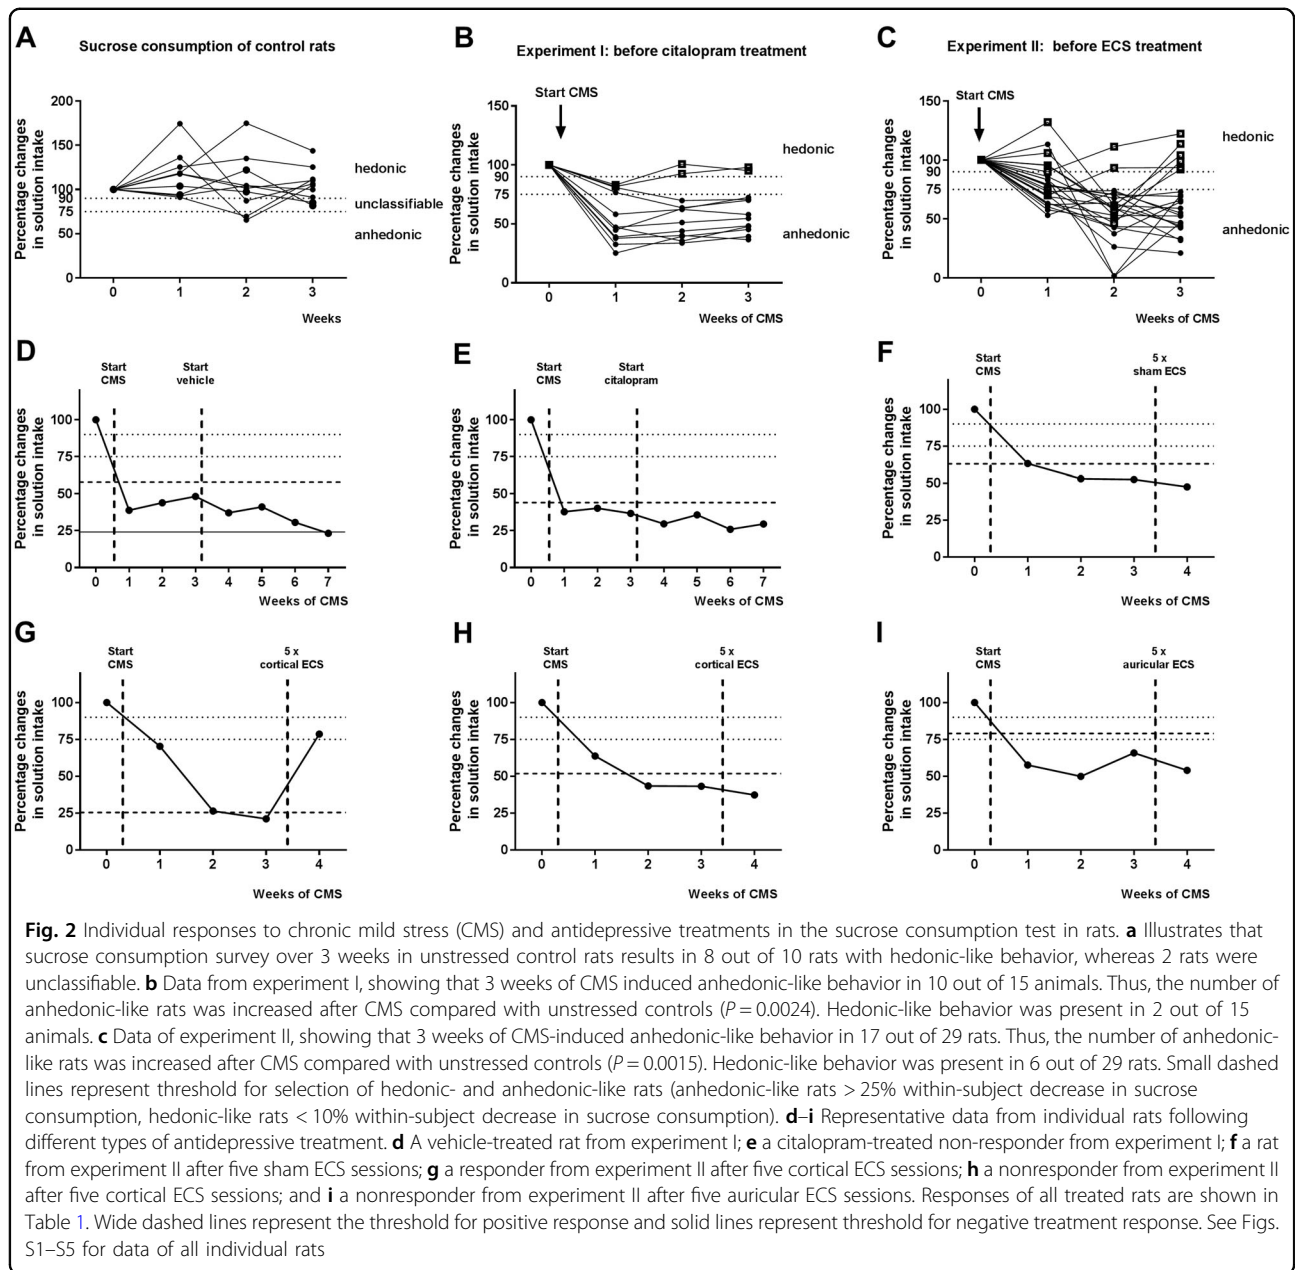 A
Sucrose consumption of control rats
Percentage changes
in solution intake
200
150
100
90
75
50
0
hedonic
unclassifiable
anhedonic
0 1 2 3
Weeks
B
Experiment I: before citalopram treatment
Start CMS
Percentage changes
in solution intake
150
100
90
75
50
0
hedonic
anhedonic
0 1 2 3
Weeks of CMS
C
Experiment II: before ECS treatment
Start CMS
Percentage changes
in solution intake
150
100
90
75
50
0
hedonic
anhedonic
0 1 2 3
Weeks of CMS
D
Start
CMS
Start
vehicle
Percentage changes
in solution intake
100
75
50
25
0
0 1 2 3 4 5 6 7
Weeks of CMS
E
Start
CMS
Start
citalopram
Percentage changes
in solution intake
100
75
50
25
0
0 1 2 3 4 5 6 7
Weeks of CMS
F
Start
CMS
5 x
sham ECS
Percentage changes
in solution intake
100
75
50
25
0
0 1 2 3 4
Weeks of CMS
G
Start
CMS
5 x
cortical ECS
Percentage changes
in solution intake
100
75
50
25
0
0 1 2 3 4
Weeks of CMS
H
Start
CMS
5 x
cortical ECS
Percentage changes
in solution intake
100
75
50
25
0
0 1 2 3 4
Weeks of CMS
I
Start
CMS
5 x
auricular ECS
Percentage changes
in solution intake
100
75
50
25
0
0 1 2 3 4
Weeks of CMS
Fig. 2 Individual responses to chronic mild stress (CMS) and antidepressive treatments in the sucrose consumption test in rats. a Illustrates that
sucrose consumption survey over 3 weeks in unstressed control rats results in 8 out of 10 rats with hedonic-like behavior, whereas 2 rats were
unclassifiable. b Data from experiment I, showing that 3 weeks of CMS induced anhedonic-like behavior in 10 out of 15 animals. Thus, the number of
anhedonic-like rats was increased after CMS compared with unstressed controls (P = 0.0024). Hedonic-like behavior was present in 2 out of 15
animals. c Data of experiment II, showing that 3 weeks of CMS-induced anhedonic-like behavior in 17 out of 29 rats. Thus, the number of anhedonic-
like rats was increased after CMS compared with unstressed controls (P = 0.0015). Hedonic-like behavior was present in 6 out of 29 rats. Small dashed
lines represent threshold for selection of hedonic- and anhedonic-like rats (anhedonic-like rats > 25% within-subject decrease in sucrose
consumption, hedonic-like rats < 10% within-subject decrease in sucrose consumption). d–i Representative data from individual rats following
different types of antidepressive treatment. d A vehicle-treated rat from experiment I; e a citalopram-treated non-responder from experiment I; f a rat
from experiment II after five sham ECS sessions; g a responder from experiment II after five cortical ECS sessions; h a nonresponder from experiment II
after five cortical ECS sessions; and i a nonresponder from experiment II after five auricular ECS sessions. Responses of all treated rats are shown in
Table 1. Wide dashed lines represent the threshold for positive response and solid lines represent threshold for negative treatment response. See Figs.
S1–S5 for data of all individual rats